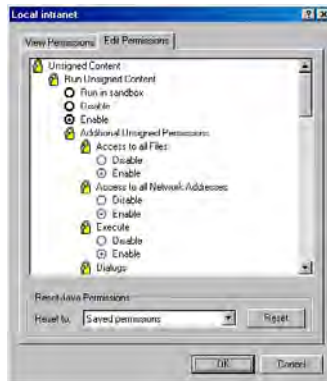 Local intranet
View Permissions
Edit Permissions
Unsigned Content
Run Unsigned Content
Run in sandbox
Disable
Enable
Additional Unsigned Permissions
Access to all Files
Disable
Enable
Access to all Network Addresses
Disable
Enable
Execute
Disable
Enable
Dialogs
Reset Java Permissions
Reset to: Saved permissions
Reset
OK
Cancel